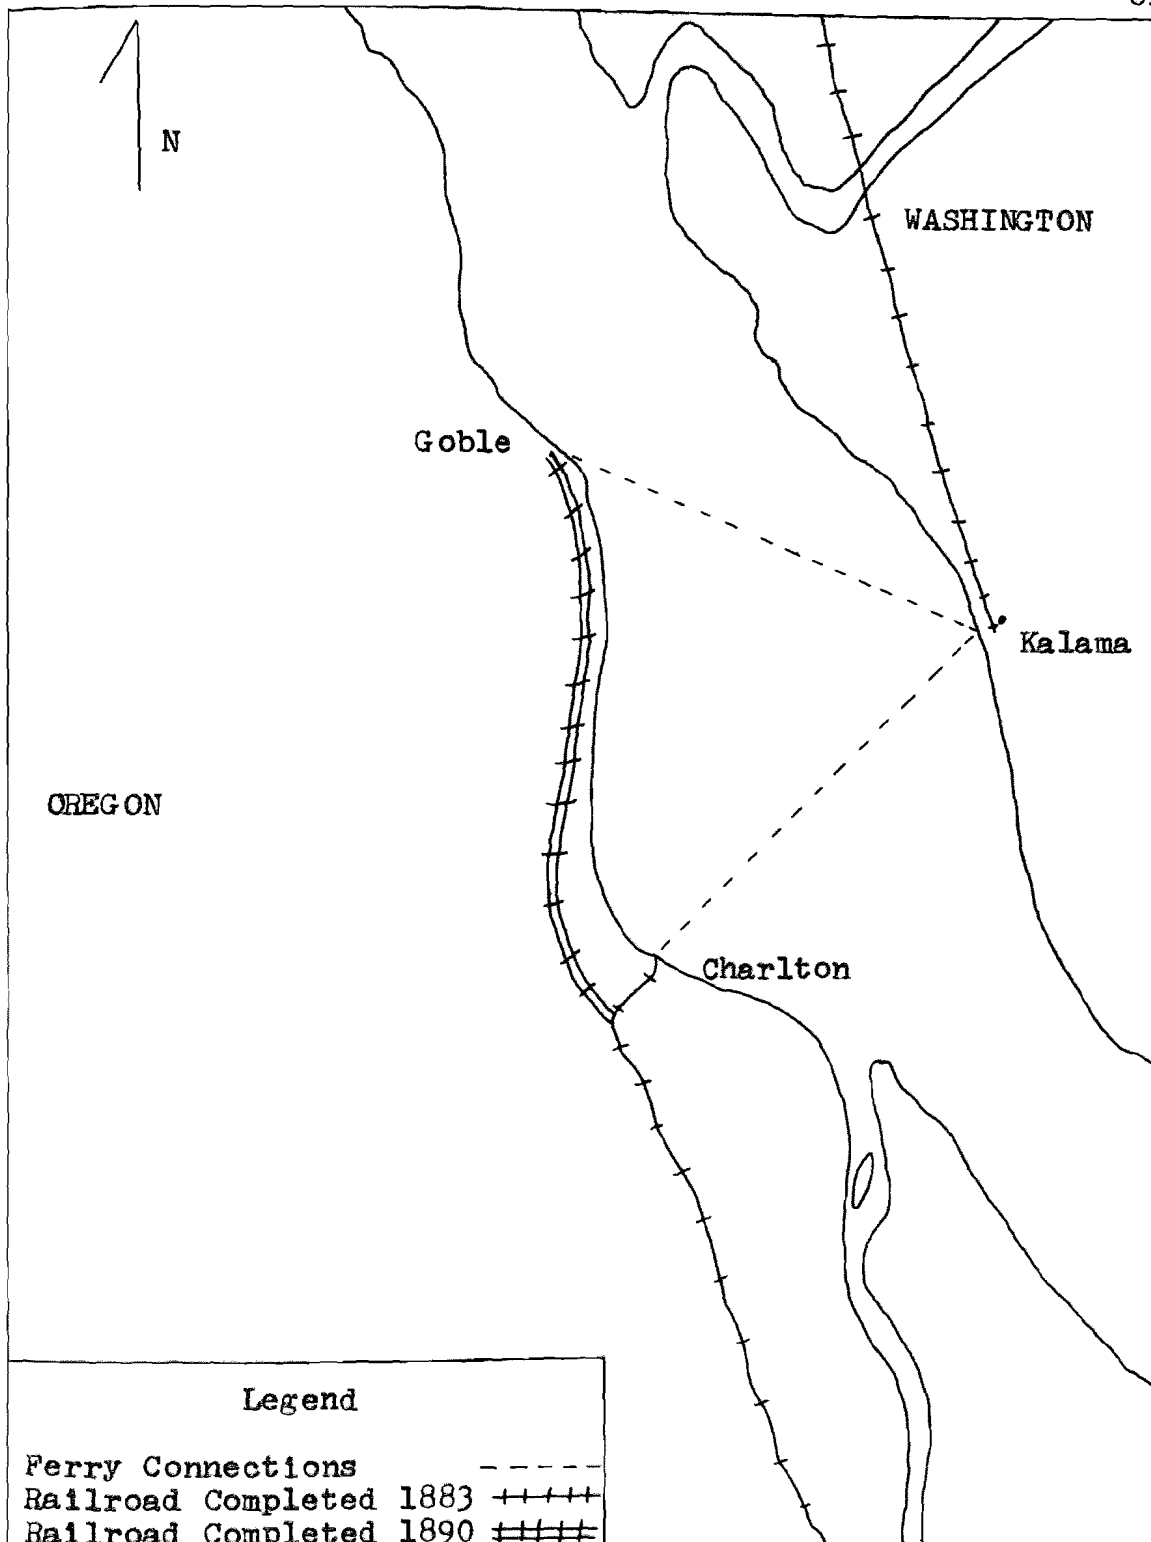 N
WASHINGTON
Goble
Kalama
OREGON
Charlton
Legend
Ferry Connections
Railroad Completed 1883
Railroad Completed 1890